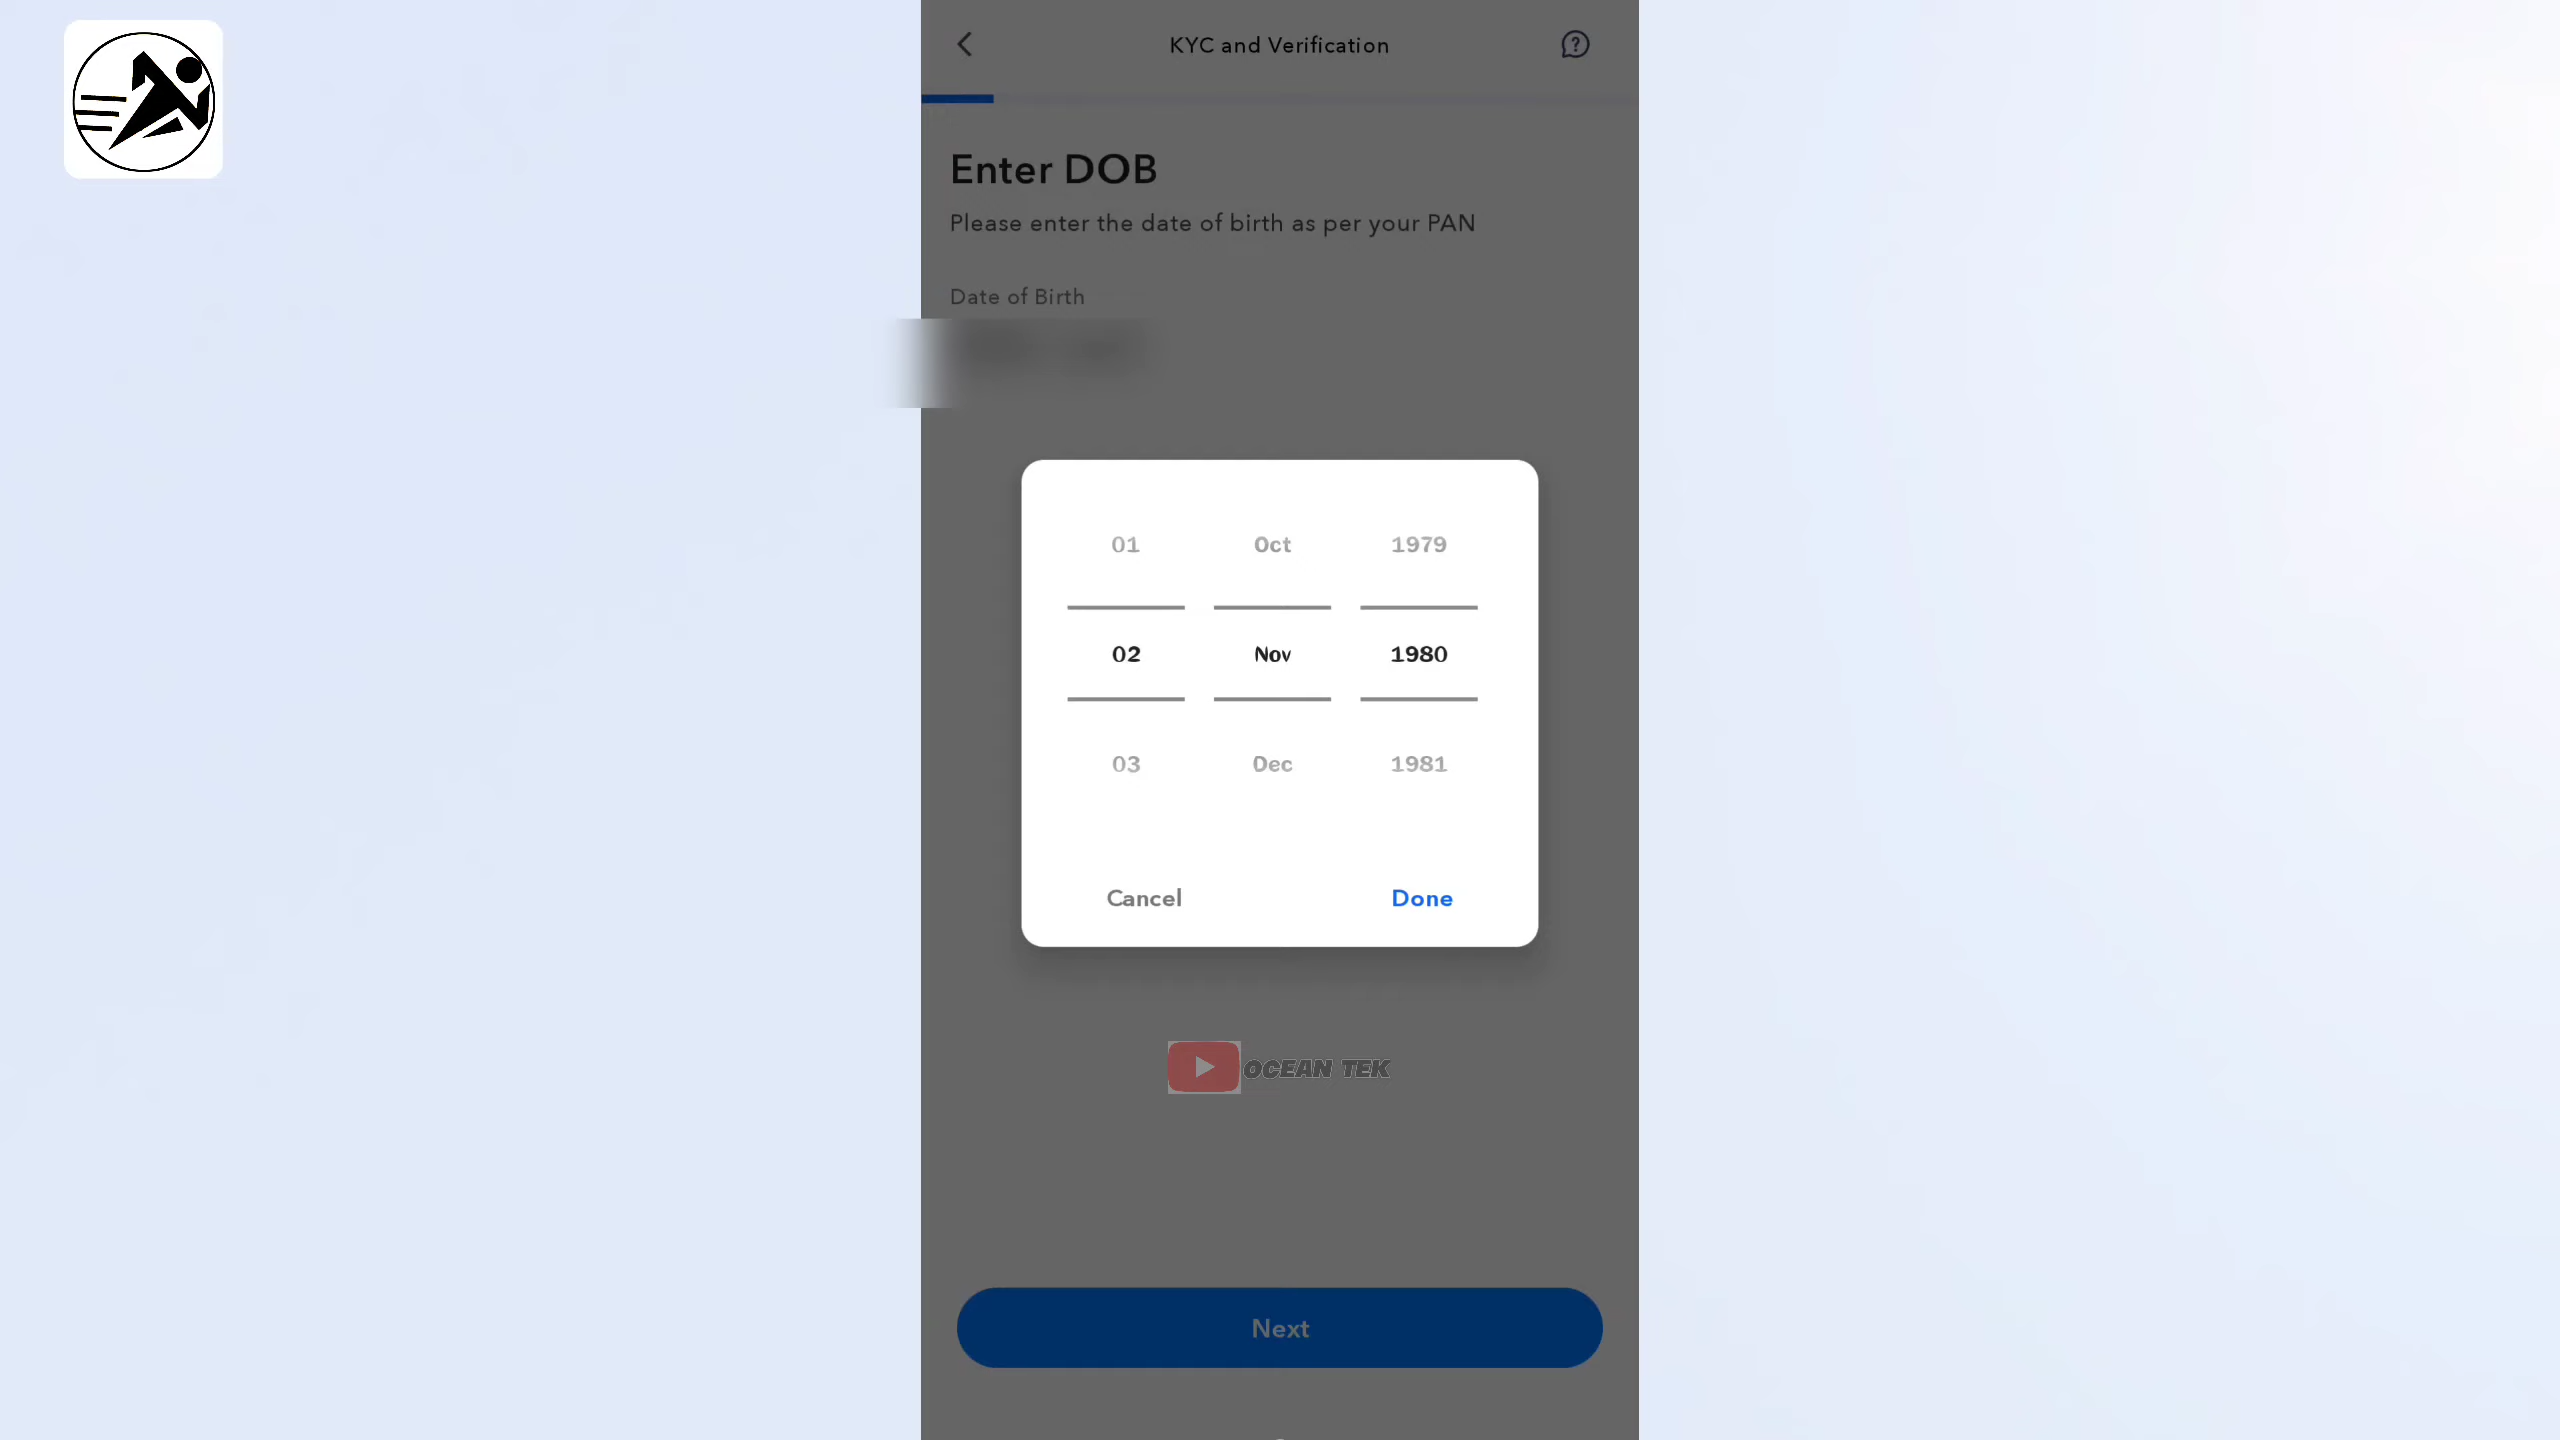 KYC and Verification
Enter DOB
Please enter the date of birth as per your PAN
Date of Birth
01 Oct 1979
02 Nov 1980
03 Dec 1981
Cancel Done
OCEAN TEK
Next